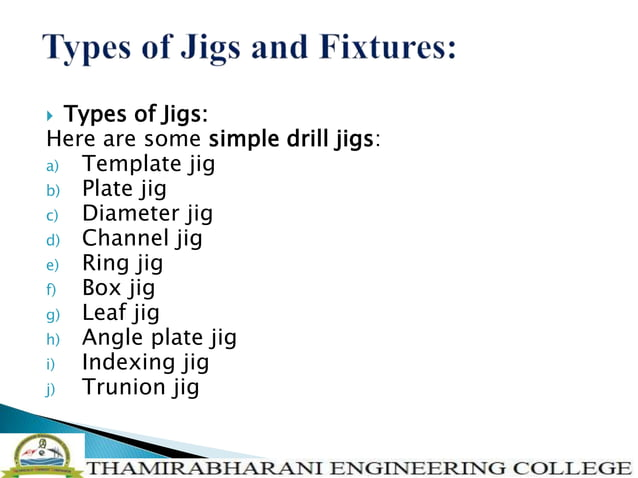 Types of Jigs and Fixtures:
Types of Jigs:
Here are some simple drill jigs:
a) Template jig
b) Plate jig
c) Diameter jig
d) Channel jig
e) Ring jig
f) Box jig
g) Leaf jig
h) Angle plate jig
i) Indexing jig
j) Trunion jig
THAMIRABHARANI ENGINEERING COLLEGE